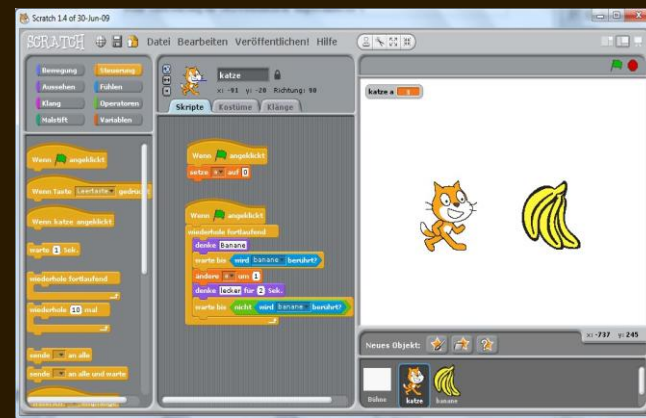 Scratch 1.4 of 30-Jun-09
SCRATCH Datei Bearbeiten Veröffentlichen! Hilfe
Bewegung Steuerung
Aussehen Fühlen
Klang Operatoren
Malstift Variablen
katze
x: -91 y: -20 Richtung: 90
Skripte Kostüme Klänge
Wenn angeklickt
Wenn Taste Leertaste gedrückt
Wenn katze angeklickt
warte 1 Sek.
wiederhole fortlaufend
wiederhole 10 mal
sende an alle
sende an alle und warte
Wenn angeklickt
setze auf 0
Wenn angeklickt
wiederhole fortlaufend
denke Banane
warte bis wird banane berührt?
ändere um 1
denke lecker für 2 Sek.
warte bis nicht wird banane berührt?
katze a
x: -737 y: 245
Neues Objekt:
Bühne katze banane